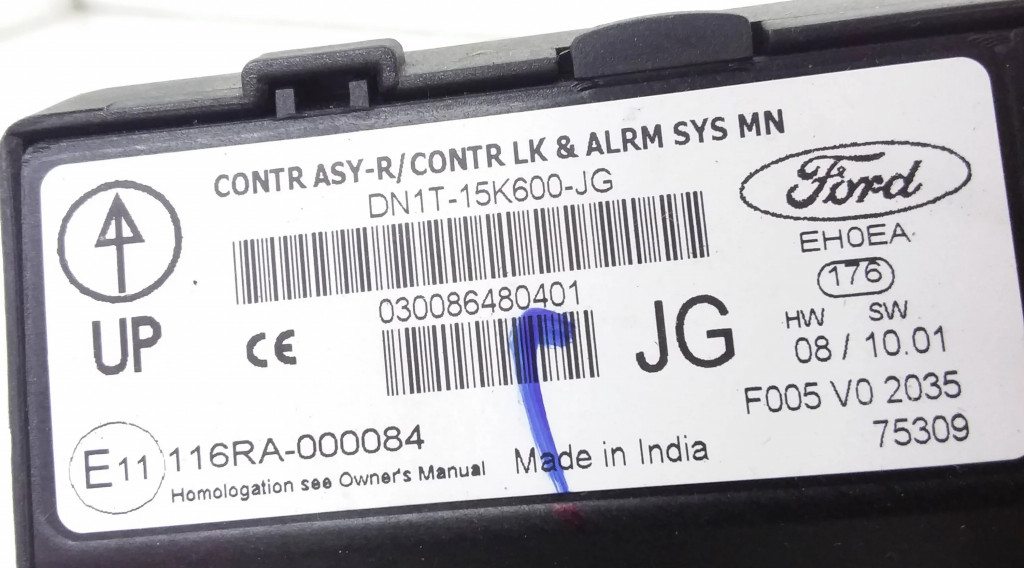 CONTR ASY-R/CONTR LK & ALRM SYS MN
DN1T-15K600-JG
Ford
EH0EA
176
UP
CE
030086480401
JG
HW SW
08 / 10.01
F005 V0 2035
75309
E11 116RA-000084
Homologation see Owner's Manual
Made in India